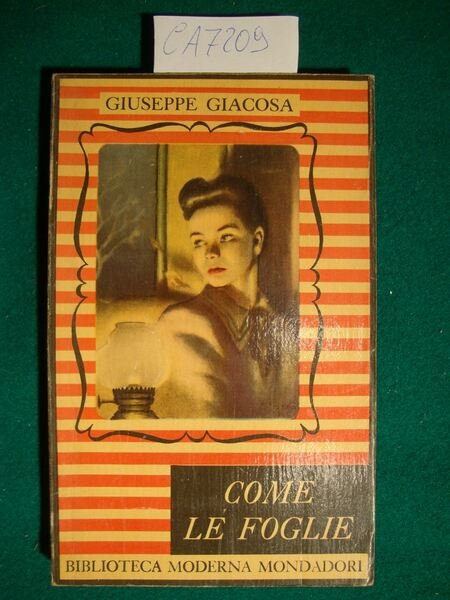 CA7209
GIUSEPPE GIACOSA
COME
LE FOGLIE
BIBLIOTECA MODERNA MONDADORI